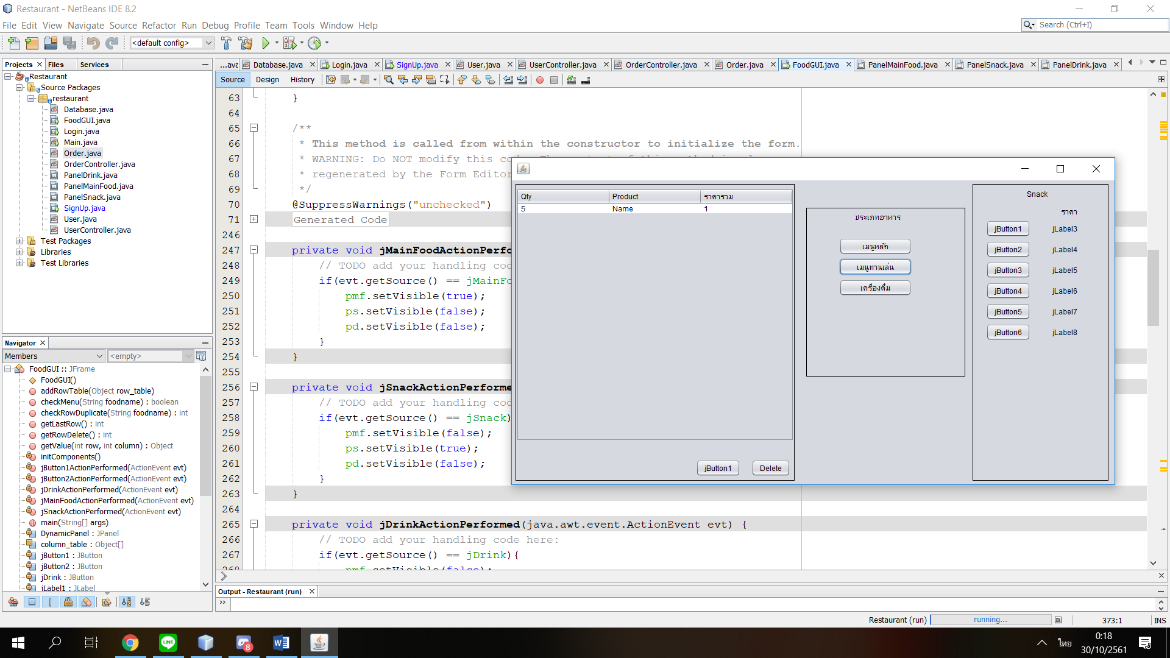 Restaurant - NetBeans IDE 8.2
File Edit View Navigate Source Refactor Run Debug Profile Team Tools Window Help
Search (Ctrl+I)
<default config>
Projects Files Services
...ava Database.java Login.java SignUp.java User.java UserController.java OrderController.java Order.java FoodGUI.java PanelMainFood.java PanelSnack.java PanelDrink.java
Source Design History
Restaurant
Source Packages
restaurant
Database.java
FoodGUI.java
Login.java
Main.java
Order.java
OrderController.java
PanelDrink.java
PanelMainFood.java
PanelSnack.java
SignUp.java
User.java
UserController.java
Test Packages
Libraries
Test Libraries
Navigator
Members <empty>
FoodGUI :: JFrame
FoodGUI()
addRowTable(Object row_table)
checkMenu(String foodname) : boolean
checkRowDuplicate(String foodname) : int
getLastRow() : int
getRowDelete() : int
getValue(int row, int column) : Object
initComponents()
jButton1ActionPerformed(ActionEvent evt)
jButton2ActionPerformed(ActionEvent evt)
jDrinkActionPerformed(ActionEvent evt)
jMainFoodActionPerformed(ActionEvent evt)
jSnackActionPerformed(ActionEvent evt)
main(String[] args)
DynamicPanel : JPanel
column_table : Object[]
jButton1 : JButton
jButton2 : JButton
jDrink : JButton
jLabel1 : JLabel
63 }
64
65 /**
66 * This method is called from within the constructor to initialize the form.
67 * WARNING: Do NOT modify this
68 * regenerated by the Form Editor
69 */
70 @SuppressWarnings("unchecked")
71 Generated Code
246
247 private void jMainFoodActionPerfo
248 // TODO add your handling cod
249 if(evt.getSource() == jMainFo
250 pmf.setVisible(true);
251 ps.setVisible(false);
252 pd.setVisible(false);
253 }
254 }
255
256 private void jSnackActionPerforme
257 // TODO add your handling cod
258 if(evt.getSource() == jSnack)
259 pmf.setVisible(false);
260 ps.setVisible(true);
261 pd.setVisible(false);
262 }
263 }
264
265 private void jDrinkActionPerformed(java.awt.event.ActionEvent evt) {
266 // TODO add your handling code here:
267 if(evt.getSource() == jDrink){
pmf.setVisible(false);
Qty Product ราคารวม
5 Name 1
jButton1 Delete
ประเภทอาหาร
เมนูหลัก
เมนูทานเล่น
เครื่องดื่ม
Snack
ราคา
jButton1 jLabel3
jButton2 jLabel4
jButton3 jLabel5
jButton4 jLabel6
jButton5 jLabel7
jButton6 jLabel8
Output - Restaurant (run)
Restaurant (run) running... 373:1 INS
8
ไทย
0:18
30/10/2561